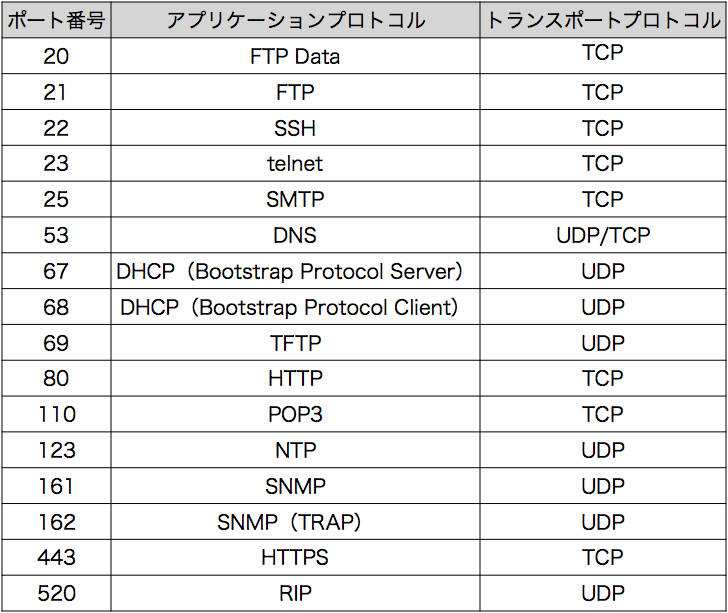 ポート番号 アプリケーションプロトコル トランスポートプロトコル
20 FTP Data TCP
21 FTP TCP
22 SSH TCP
23 telnet TCP
25 SMTP TCP
53 DNS UDP/TCP
67 DHCP（Bootstrap Protocol Server） UDP
68 DHCP（Bootstrap Protocol Client） UDP
69 TFTP UDP
80 HTTP TCP
110 POP3 TCP
123 NTP UDP
161 SNMP UDP
162 SNMP（TRAP） UDP
443 HTTPS TCP
520 RIP UDP